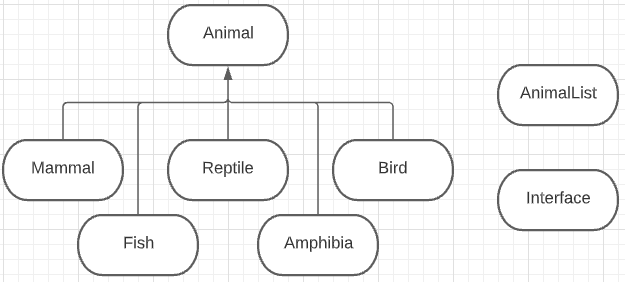 Animal
AnimalList
Mammal
Reptile
Bird
Interface
Fish
Amphibia